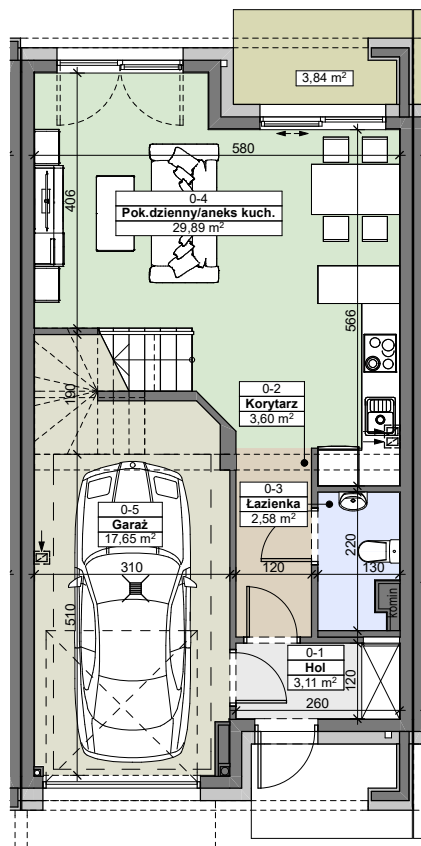 3,84 m²
580
406
0-4
Pok.dzienny/aneks kuch.
29,89 m²
566
190
0-2
Korytarz
3,60 m²
0-3
Łazienka
2,58 m²
0-5
Garaż
17,65 m²
220
310
120
130
510
komin
0-1
Hol
3,11 m²
120
260